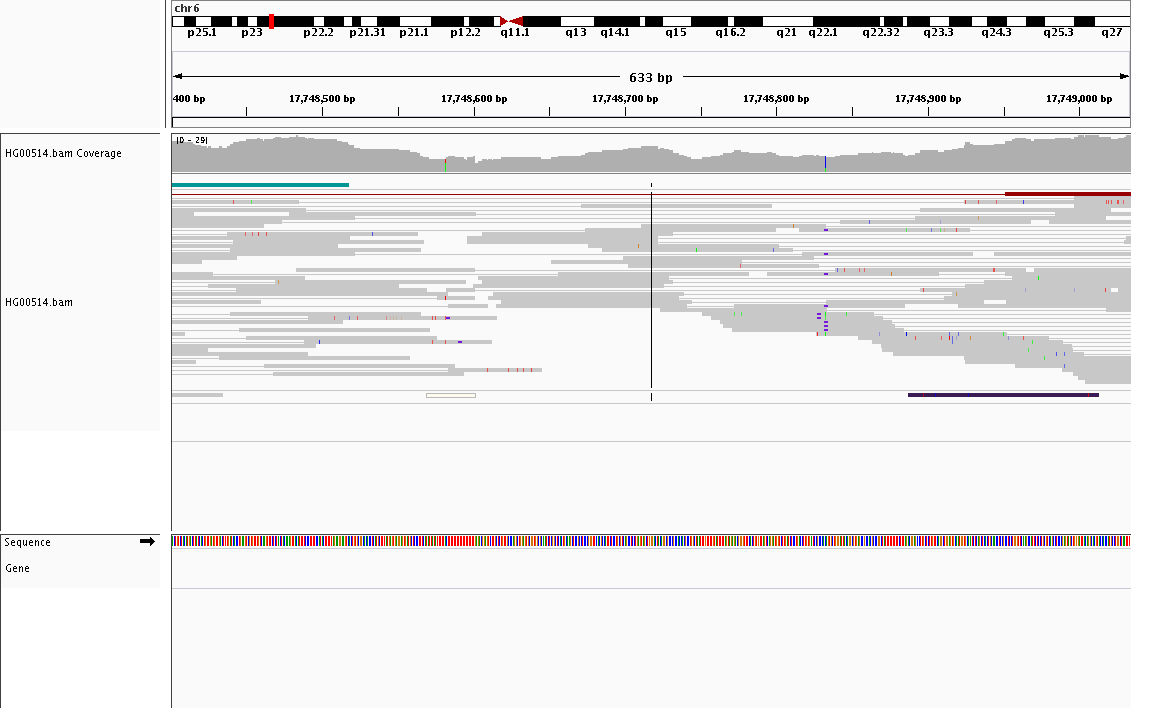 chr6
p25.1 p23 p22.2 p21.31 p21.1 p12.2 q11.1 q13 q14.1 q15 q16.2 q21 q22.1 q22.32 q23.3 q24.3 q25.3 q27
633 bp
400 bp 17,748,500 bp 17,748,600 bp 17,748,700 bp 17,748,800 bp 17,748,900 bp 17,749,000 bp
[0 - 29]
HG00514.bam Coverage
HG00514.bam
Sequence
Gene